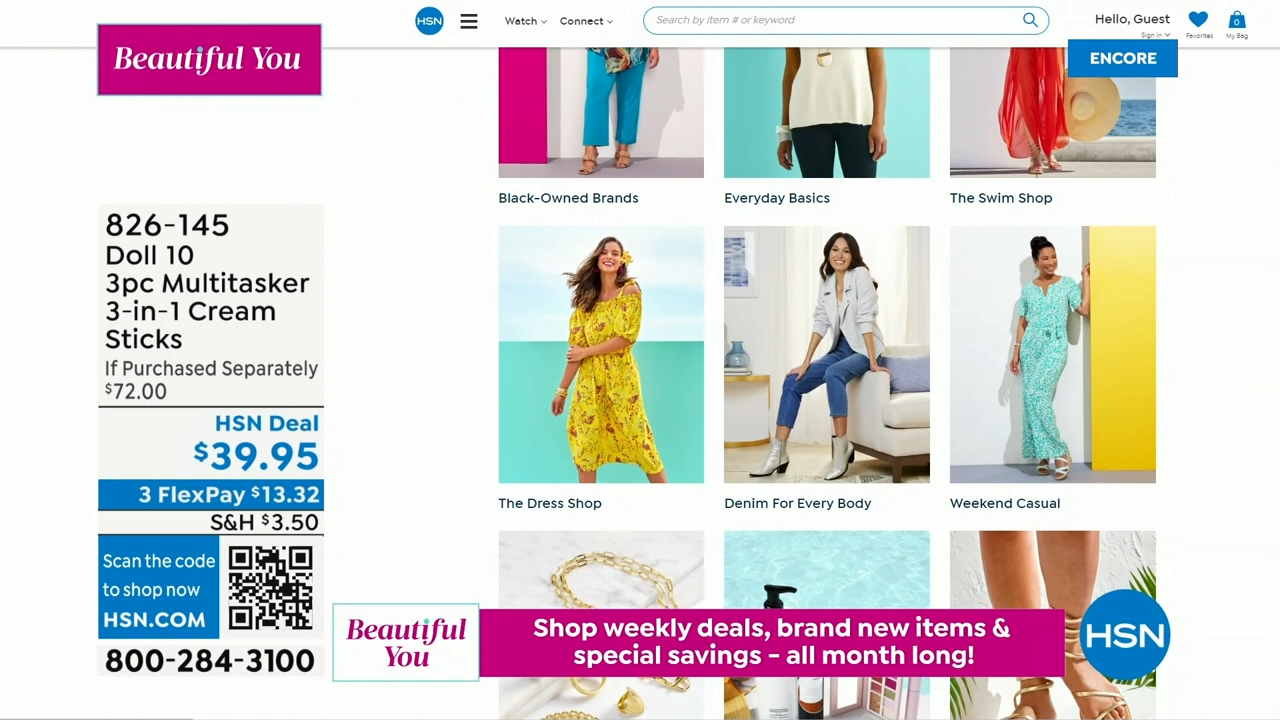 HSN
Watch
Connect
Search by item # or keyword
Hello, Guest
Sign in
Favorites
0
My Bag
Beautiful You
ENCORE
Black-Owned Brands
Everyday Basics
The Swim Shop
826-145
Doll 10
3pc Multitasker
3-in-1 Cream
Sticks
If Purchased Separately
$72.00
HSN Deal
$39.95
3 FlexPay $13.32
S&H $3.50
Scan the code
to shop now
HSN.COM
800-284-3100
The Dress Shop
Denim For Every Body
Weekend Casual
Beautiful
You
Shop weekly deals, brand new items &
special savings - all month long!
HSN